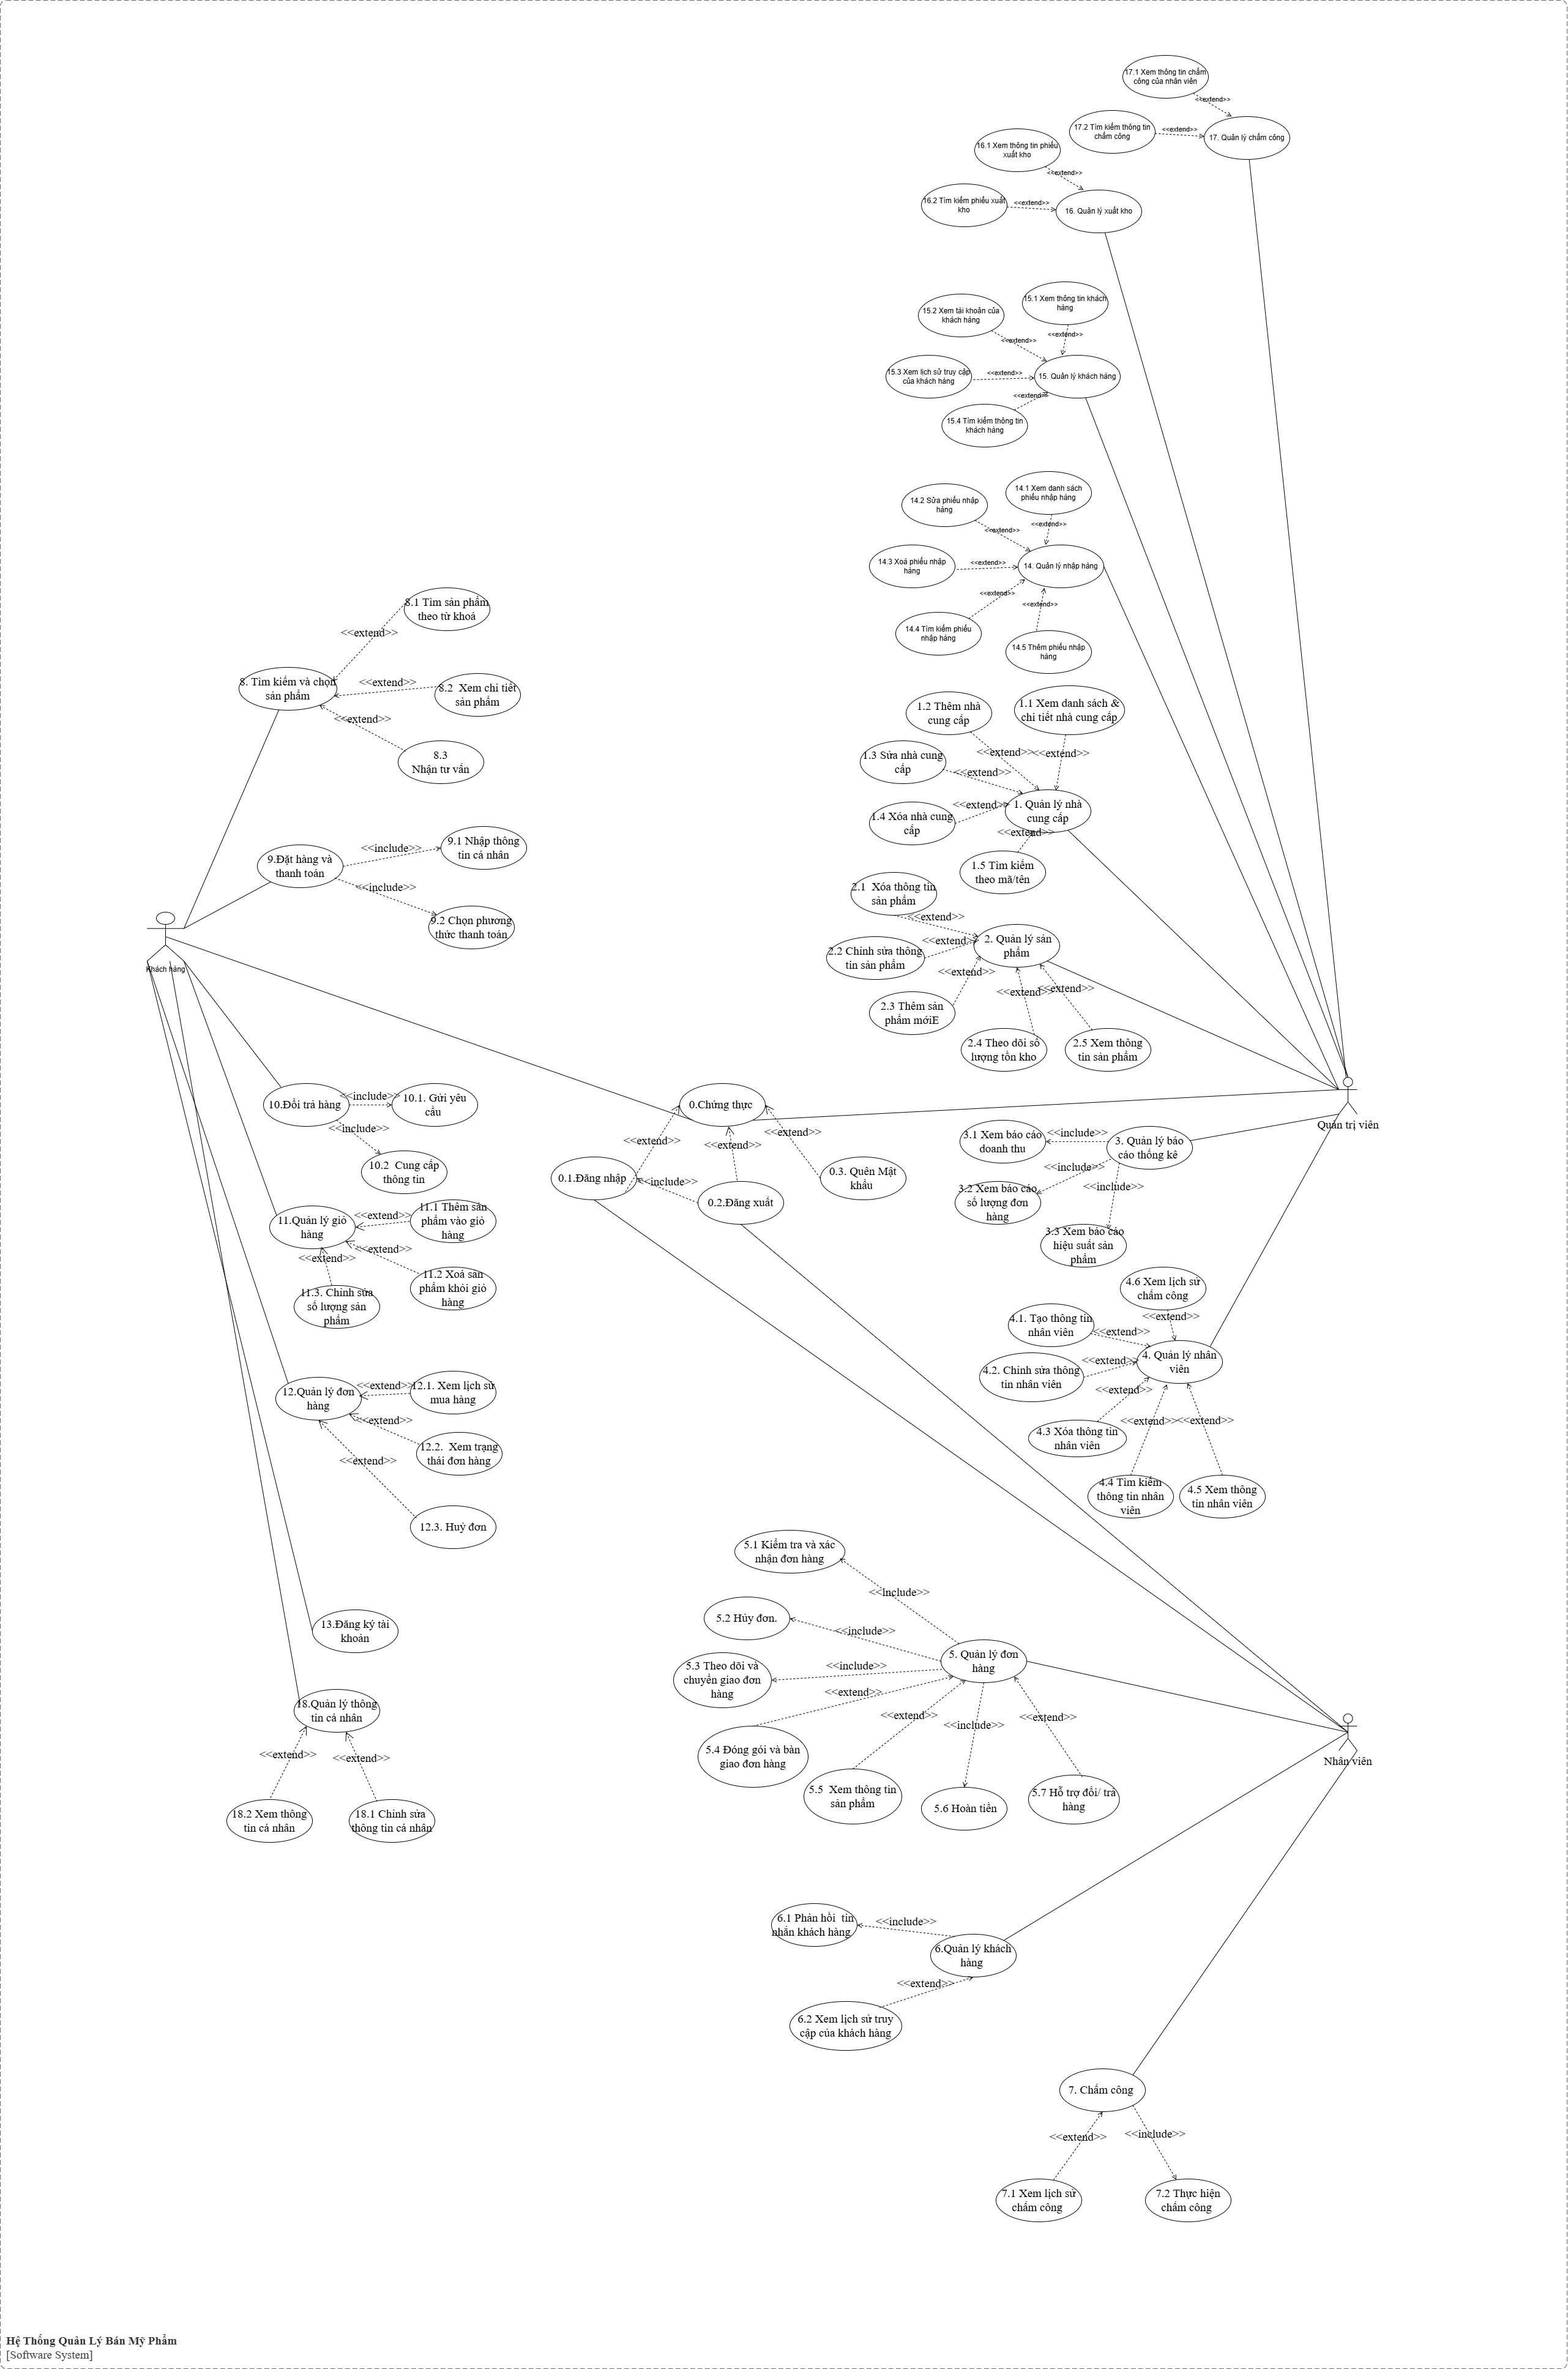 17.1 Xem thông tin chấm
công của nhân viên
<<extend>>
17.2 Tìm kiếm thông tin
chấm công
<<extend>>
17. Quản lý chấm công
16.1 Xem thông tin phiếu
xuất kho
<<extend>>
16.2 Tìm kiếm phiếu xuất
kho
<<extend>>
16. Quản lý xuất kho
15.1 Xem thông tin khách
hàng
15.2 Xem tài khoản của
khách hàng
<<extend>>
<<extend>>
15.3 Xem lịch sử truy cập
của khách hàng
<<extend>>
15. Quản lý khách hàng
<<extend>>
15.4 Tìm kiếm thông tin
khách hàng
14.1 Xem danh sách
phiếu nhập hàng
14.2 Sửa phiếu nhập
hàng
<<extend>>
<<extend>>
14.3 Xoá phiếu nhập
hàng
<<extend>>
14. Quản lý nhập hàng
<<extend>>
<<extend>>
14.4 Tìm kiếm phiếu
nhập hàng
14.5 Thêm phiếu nhập
hàng
8.1 Tìm sản phẩm
theo từ khoá
<<extend>>
8. Tìm kiếm và chọn
sản phẩm
<<extend>>
8.2  Xem chi tiết
sản phẩm
<<extend>>
8.3
Nhận tư vấn
1.1 Xem danh sách &
chi tiết nhà cung cấp
1.2 Thêm nhà
cung cấp
<<extend>>
<<extend>>
1.3 Sửa nhà cung
cấp
<<extend>>
1.4 Xóa nhà cung
cấp
<<extend>>
1. Quản lý nhà
cung cấp
<<extend>>
1.5 Tìm kiếm
theo mã/tên
9.Đặt hàng và
thanh toán
<<include>>
9.1 Nhập thông
tin cá nhân
<<include>>
9.2 Chọn phương
thức thanh toán
2.1  Xóa thông tin
sản phẩm
<<extend>>
2.2 Chỉnh sửa thông
tin sản phẩm
<<extend>>
2. Quản lý sản
phẩm
<<extend>>
2.3 Thêm sản
phẩm mớiE
<<extend>>
<<extend>>
2.4 Theo dõi số
lượng tồn kho
2.5 Xem thông
tin sản phẩm
Khách hàng
Quản trị viên
10.Đổi trả hàng
<<include>>
10.1. Gửi yêu
cầu
<<include>>
10.2  Cung cấp
thông tin
0.Chứng thực
<<extend>>
<<extend>>
<<extend>>
0.1.Đăng nhập
<<include>>
0.2.Đăng xuất
0.3. Quên Mật
khẩu
3.1 Xem báo cáo
doanh thu
<<include>>
3. Quản lý báo
cáo thống kê
<<include>>
3.2 Xem báo cáo
số lượng đơn
hàng
<<include>>
3.3 Xem báo cáo
hiệu suất sản
phẩm
11.Quản lý giỏ
hàng
<<extend>>
11.1 Thêm sản
phẩm vào giỏ
hàng
<<extend>>
11.2 Xoá sản
phẩm khỏi giỏ
hàng
<<extend>>
11.3. Chỉnh sửa
số lượng sản
phẩm
4.6 Xem lịch sử
chấm công
<<extend>>
4.1. Tạo thông tin
nhân viên
<<extend>>
4.2. Chỉnh sửa thông
tin nhân viên
<<extend>>
4. Quản lý nhân
viên
<<extend>>
4.3 Xóa thông tin
nhân viên
<<extend>>
<<extend>>
4.4 Tìm kiếm
thông tin nhân
viên
4.5 Xem thông
tin nhân viên
12.Quản lý đơn
hàng
<<extend>>
12.1. Xem lịch sử
mua hàng
<<extend>>
12.2.  Xem trạng
thái đơn hàng
<<extend>>
12.3. Huỷ đơn
13.Đăng ký tài
khoản
5.1 Kiểm tra và xác
nhận đơn hàng
<<include>>
5.2 Hủy đơn.
<<include>>
5. Quản lý đơn
hàng
5.3 Theo dõi và
chuyển giao đơn
hàng
<<include>>
<<extend>>
5.4 Đóng gói và bàn
giao đơn hàng
<<extend>>
5.5  Xem thông tin
sản phẩm
<<include>>
5.6 Hoàn tiền
<<extend>>
5.7 Hỗ trợ đổi/ trả
hàng
Nhân viên
18.Quản lý thông
tin cá nhân
<<extend>>
<<extend>>
18.2 Xem thông
tin cá nhân
18.1 Chỉnh sửa
thông tin cá nhân
6.1 Phản hồi  tin
nhắn khách hàng
<<include>>
6.Quản lý khách
hàng
<<extend>>
6.2 Xem lịch sử truy
cập của khách hàng
7. Chấm công
<<extend>>
<<include>>
7.1 Xem lịch sử
chấm công
7.2 Thực hiện
chấm công
Hệ Thống Quản Lý Bán Mỹ Phẩm
[Software System]